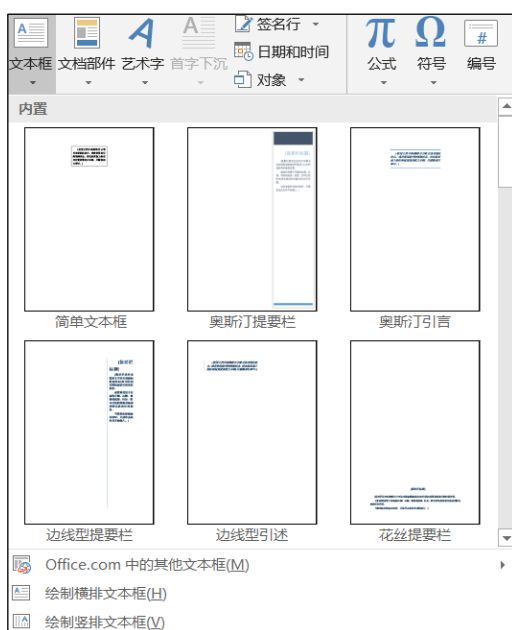 签名行
日期和时间
对象
文本框 文档部件 艺术字 首字下沉
π Ω #
公式 符号 编号
内置
简单文本框 奥斯汀提要栏 奥斯汀引言
边线型提要栏 边线型引述 花丝提要栏
Office.com 中的其他文本框(M)
绘制横排文本框(H)
绘制竖排文本框(V)